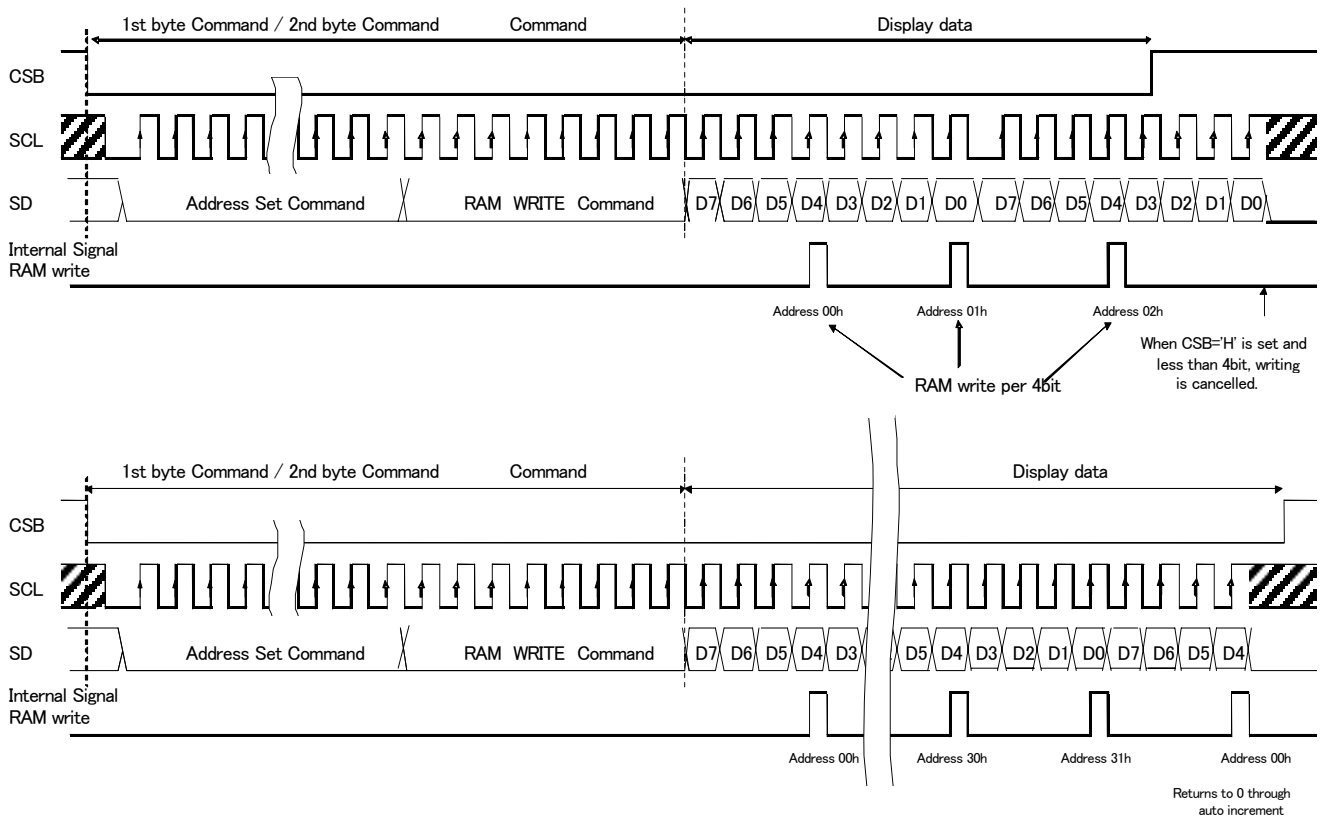 1st byte Command / 2nd byte Command Command Display data
CSB
SCL
SD Address Set Command RAM WRITE Command D7 D6 D5 D4 D3 D2 D1 D0 D7 D6 D5 D4 D3 D2 D1 D0
Internal Signal
RAM write
Address 00h Address 01h Address 02h
When CSB='H' is set and
less than 4bit, writing
is cancelled.
RAM write per 4bit
1st byte Command / 2nd byte Command Command Display data
CSB
SCL
SD Address Set Command RAM WRITE Command D7 D6 D5 D4 D3 D5 D4 D3 D2 D1 D0 D7 D6 D5 D4
Internal Signal
RAM write
Address 00h Address 30h Address 31h Address 00h
Returns to 0 through
auto increment